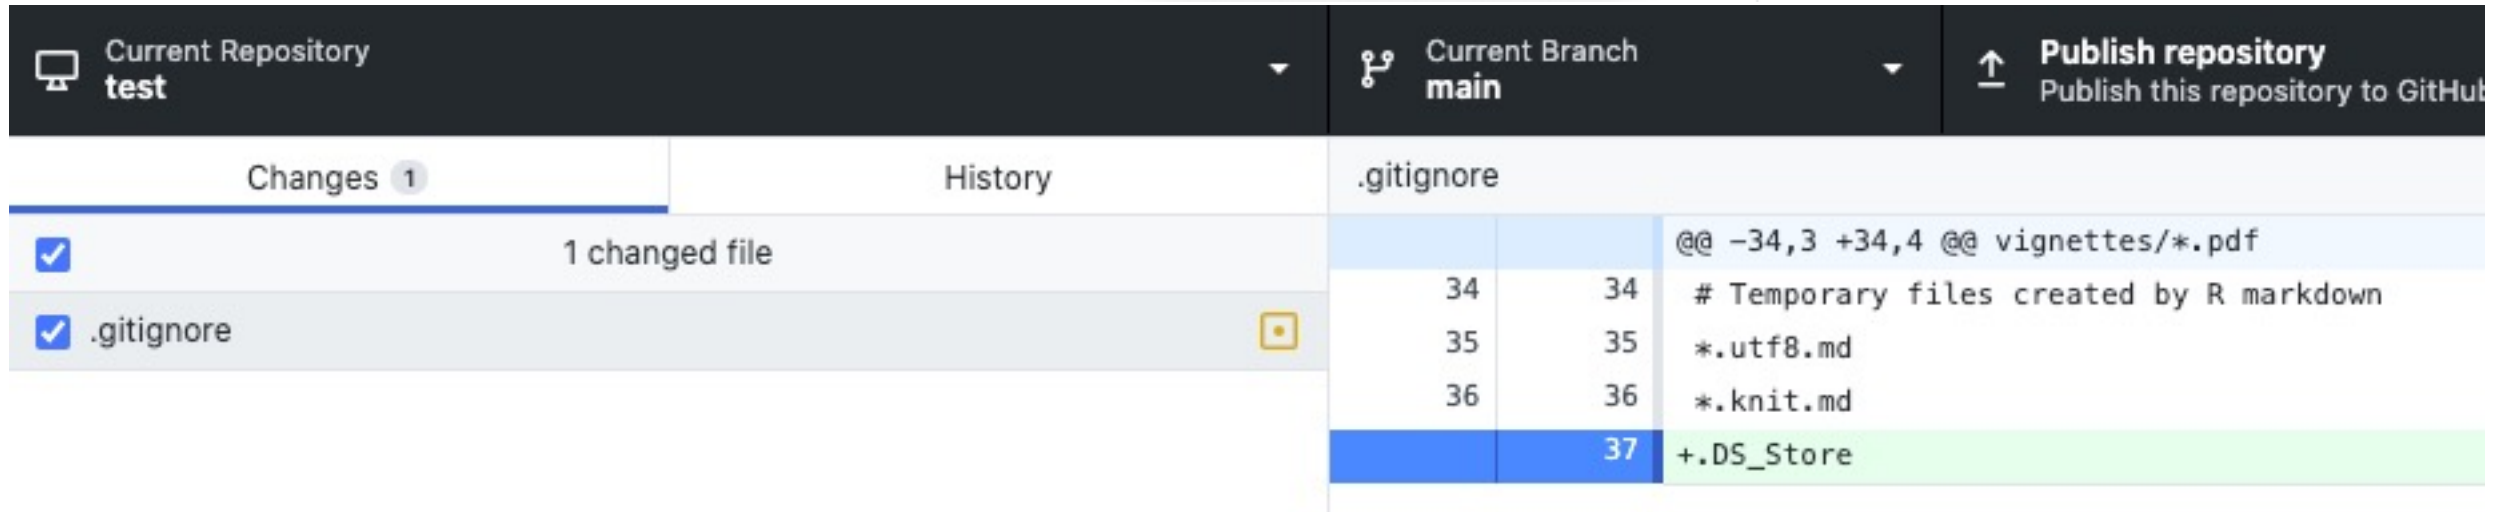 Current Repository
test
Current Branch
main
Publish repository
Publish this repository to GitHub
Changes 1
History
1 changed file
.gitignore
.gitignore
@@ -34,3 +34,4 @@ vignettes/*.pdf
34 34 # Temporary files created by R markdown
35 35 *.utf8.md
36 36 *.knit.md
37 +.DS_Store